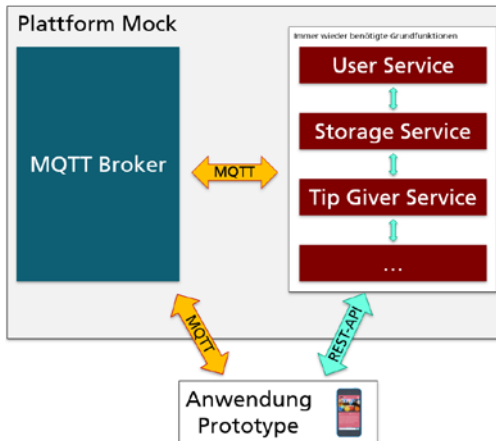 Plattform Mock
Immer wieder benötigte Grundfunktionen
MQTT Broker
MQTT
User Service
Storage Service
Tip Giver Service
...
MQTT
REST-API
Anwendung
Prototype